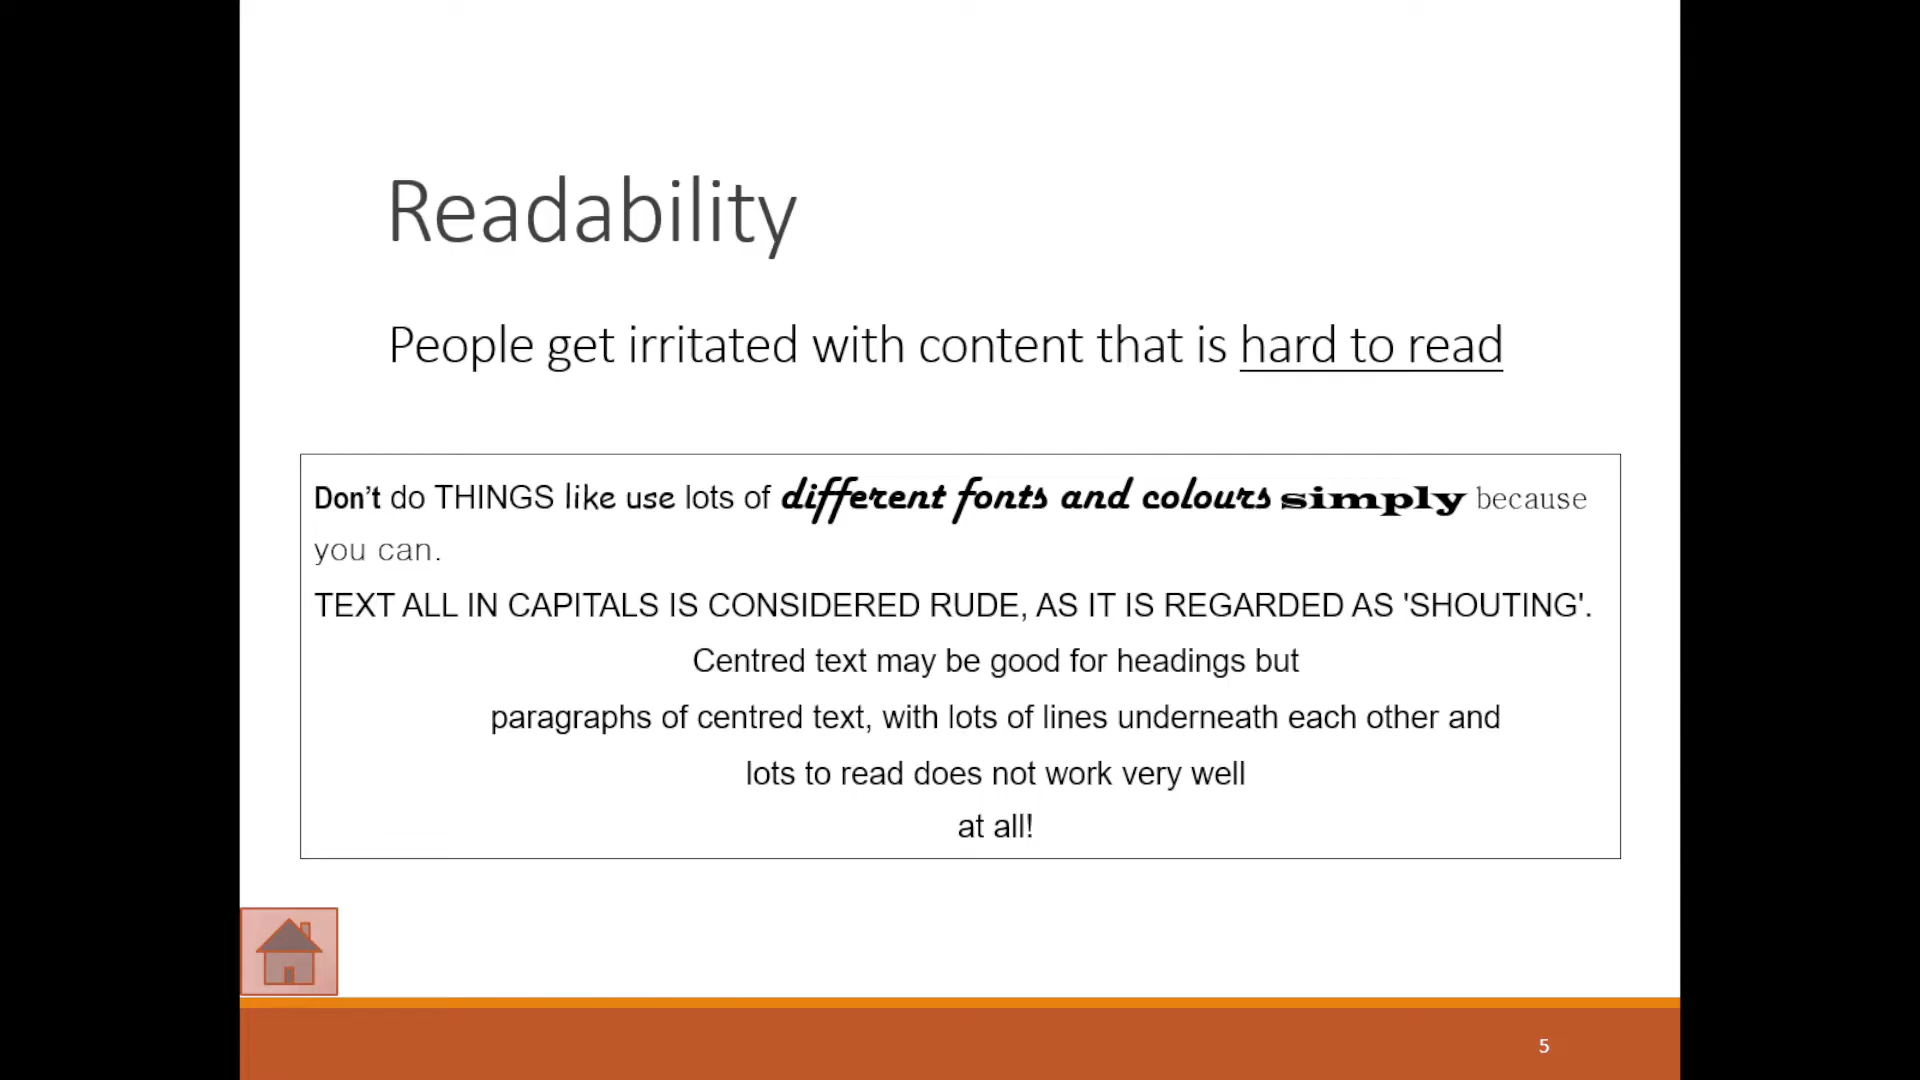 Readability
People get irritated with content that is hard to read
Don’t do THINGS like use lots of different fonts and colours simply because
you can.
TEXT ALL IN CAPITALS IS CONSIDERED RUDE, AS IT IS REGARDED AS 'SHOUTING'.
Centred text may be good for headings but
paragraphs of centred text, with lots of lines underneath each other and
lots to read does not work very well
at all!
5